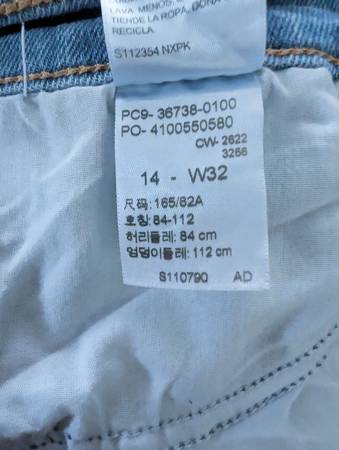 LAVA MENOS,
TIENDE LA ROPA, DONA
RECICLA.
S112354 NXPK
PC9- 36738-0100
PO- 4100550580
CW- 2622
3256
14 - W32
尺码: 165/82A
호칭: 84-112
허리둘레: 84 cm
엉덩이둘레: 112 cm
S110790 AD